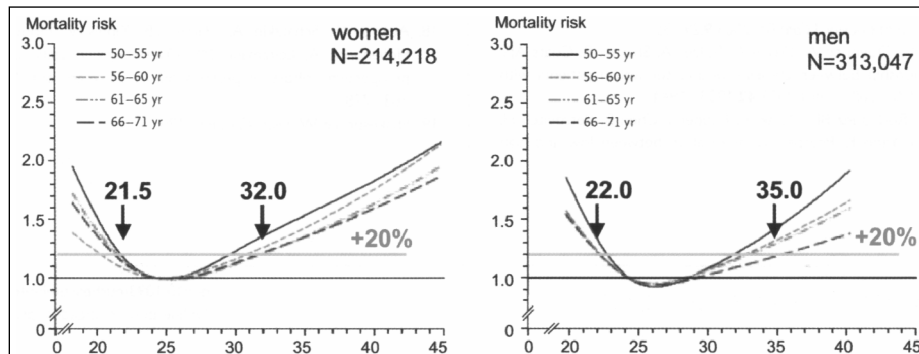 Mortality risk
women
N=214,218
3.0
2.5
2.0
1.5
1.0
0
50–55 yr
56–60 yr
61–65 yr
66–71 yr
21.5
32.0
+20%
0 20 25 30 35 40 45
Mortality risk
men
N=313,047
3.0
2.5
2.0
1.5
1.0
0
50–55 yr
56–60 yr
61–65 yr
66–71 yr
22.0
35.0
+20%
0 20 25 30 35 40 45